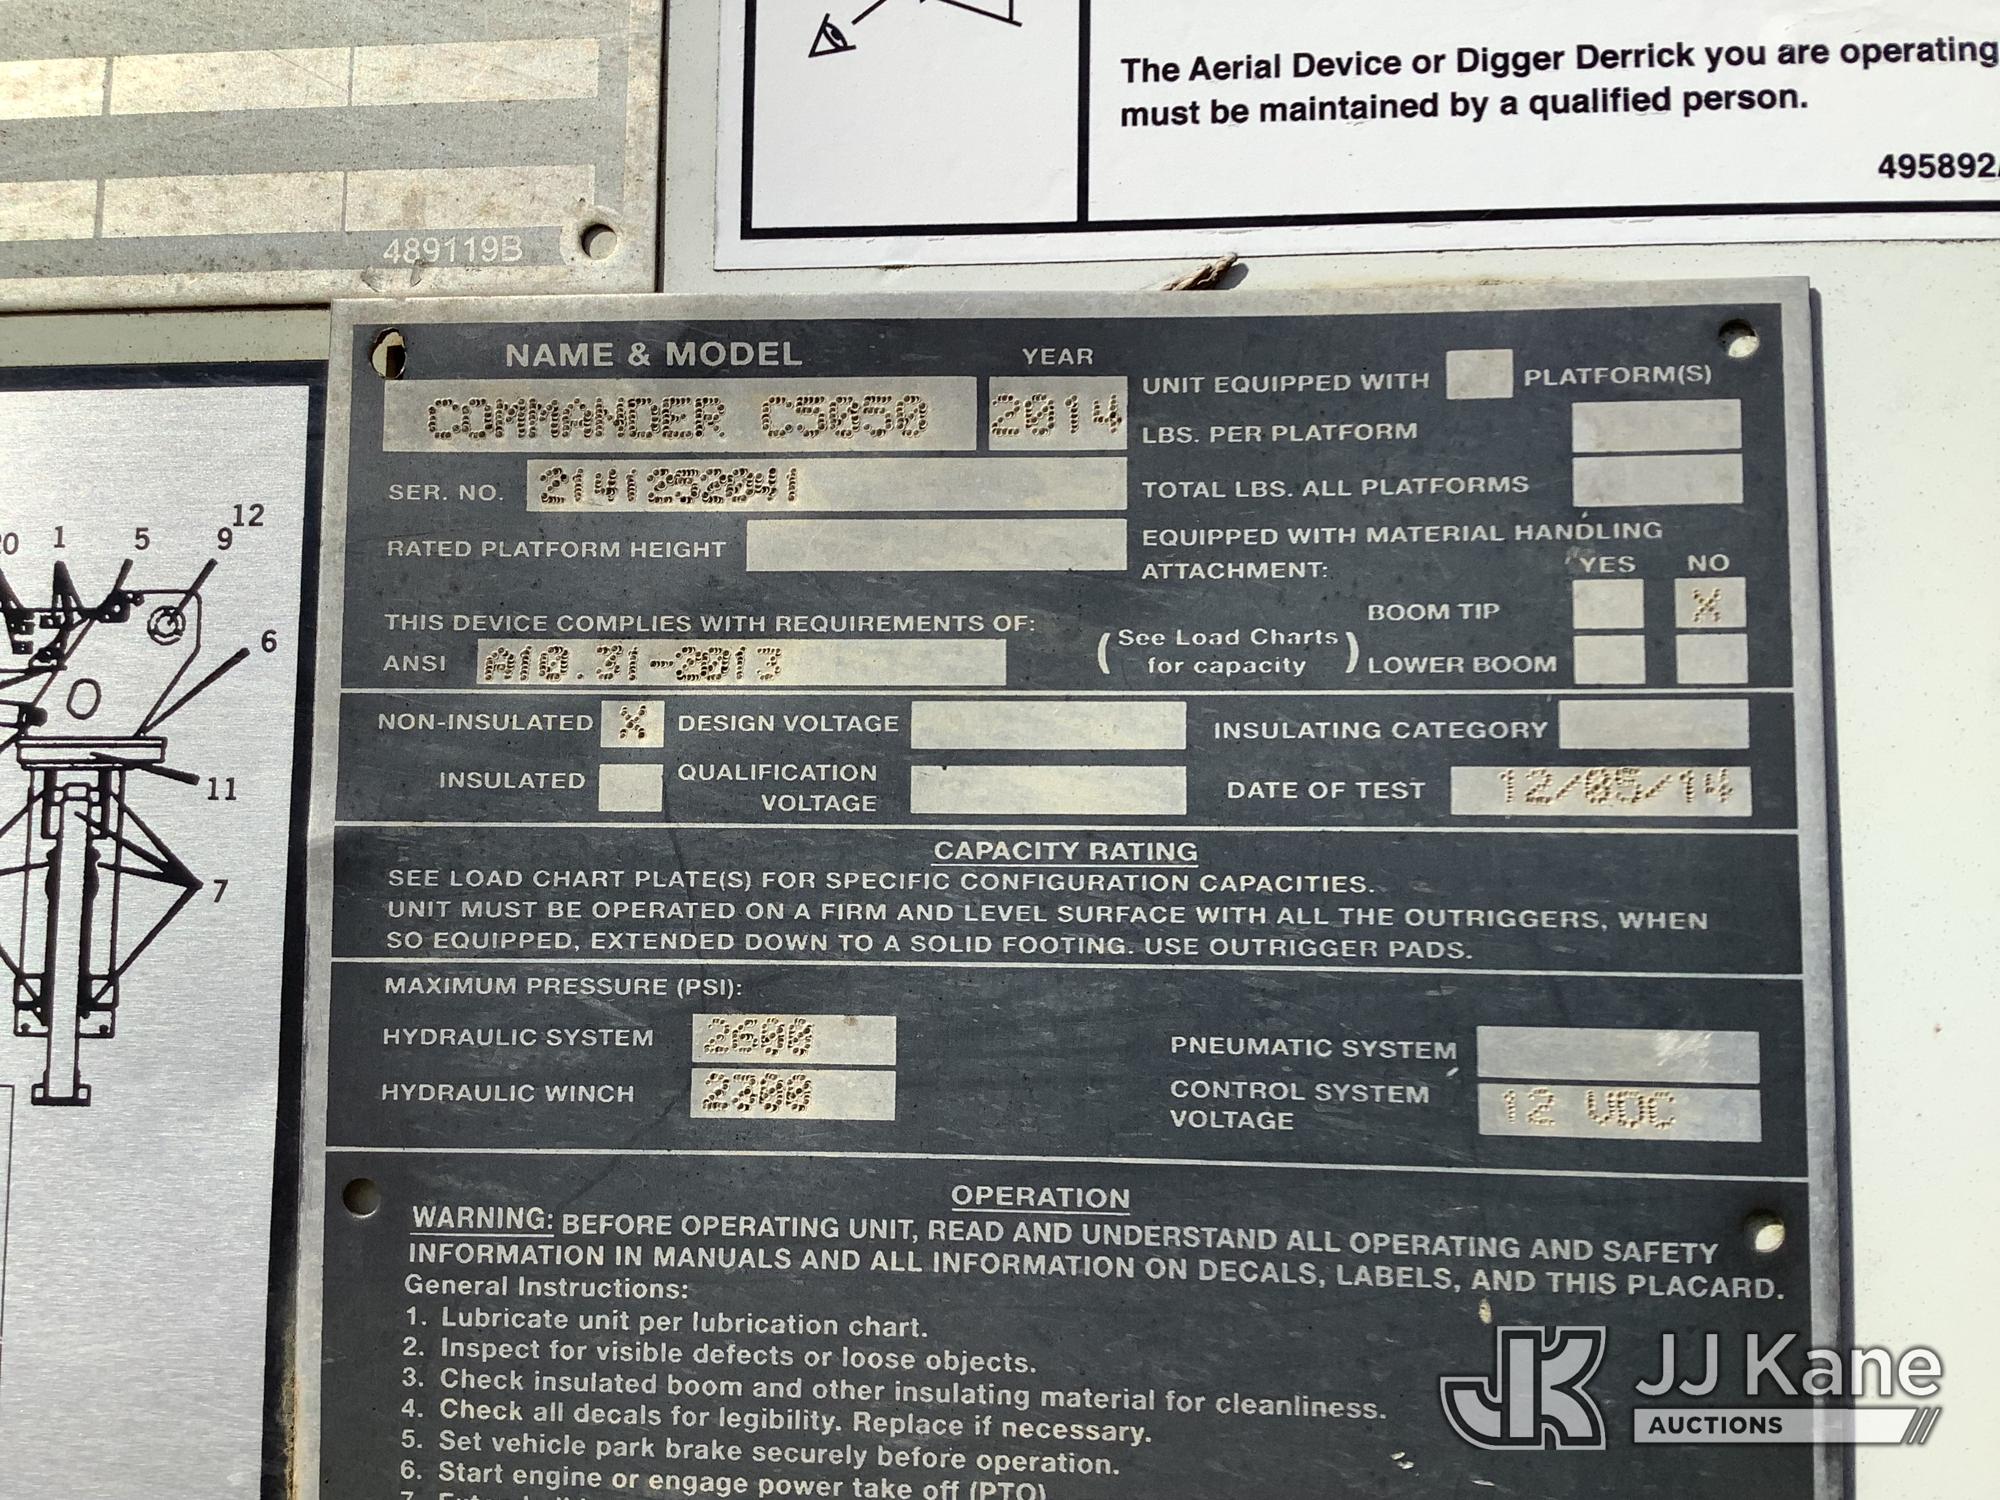 The Aerial Device or Digger Derrick you are operating
must be maintained by a qualified person.
495892
489119B
NAME & MODEL YEAR
COMMANDER C5050 2014
UNIT EQUIPPED WITH PLATFORM(S)
LBS. PER PLATFORM
SER. NO. 2141252041
TOTAL LBS. ALL PLATFORMS
RATED PLATFORM HEIGHT
EQUIPPED WITH MATERIAL HANDLING
ATTACHMENT: YES NO
BOOM TIP X
THIS DEVICE COMPLIES WITH REQUIREMENTS OF:
ANSI A10.31-2013
(See Load Charts
for capacity)
LOWER BOOM
NON-INSULATED X DESIGN VOLTAGE INSULATING CATEGORY
INSULATED QUALIFICATION
VOLTAGE DATE OF TEST 12/05/14
CAPACITY RATING
SEE LOAD CHART PLATE(S) FOR SPECIFIC CONFIGURATION CAPACITIES.
UNIT MUST BE OPERATED ON A FIRM AND LEVEL SURFACE WITH ALL THE OUTRIGGERS, WHEN
SO EQUIPPED, EXTENDED DOWN TO A SOLID FOOTING. USE OUTRIGGER PADS.
MAXIMUM PRESSURE (PSI):
HYDRAULIC SYSTEM 2600
PNEUMATIC SYSTEM
HYDRAULIC WINCH 2300
CONTROL SYSTEM
VOLTAGE 12 VDC
OPERATION
WARNING: BEFORE OPERATING UNIT, READ AND UNDERSTAND ALL OPERATING AND SAFETY
INFORMATION IN MANUALS AND ALL INFORMATION ON DECALS, LABELS, AND THIS PLACARD.
General Instructions:
1. Lubricate unit per lubrication chart.
2. Inspect for visible defects or loose objects.
3. Check insulated boom and other insulating material for cleanliness.
4. Check all decals for legibility. Replace if necessary.
5. Set vehicle park brake securely before operation.
6. Start engine or engage power take off (PTO)
1 5 9 12
6
11
7
JK JJ Kane
AUCTIONS